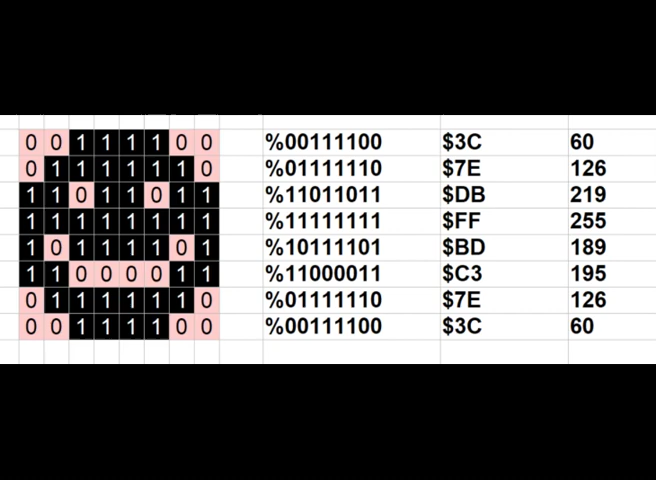 0 0 1 1 1 1 0 0 %00111100 $3C 60
0 1 1 1 1 1 1 0 %01111110 $7E 126
1 1 0 1 1 0 1 1 %11011011 $DB 219
1 1 1 1 1 1 1 1 %11111111 $FF 255
1 0 1 1 1 1 0 1 %10111101 $BD 189
1 1 0 0 0 0 1 1 %11000011 $C3 195
0 1 1 1 1 1 1 0 %01111110 $7E 126
0 0 1 1 1 1 0 0 %00111100 $3C 60